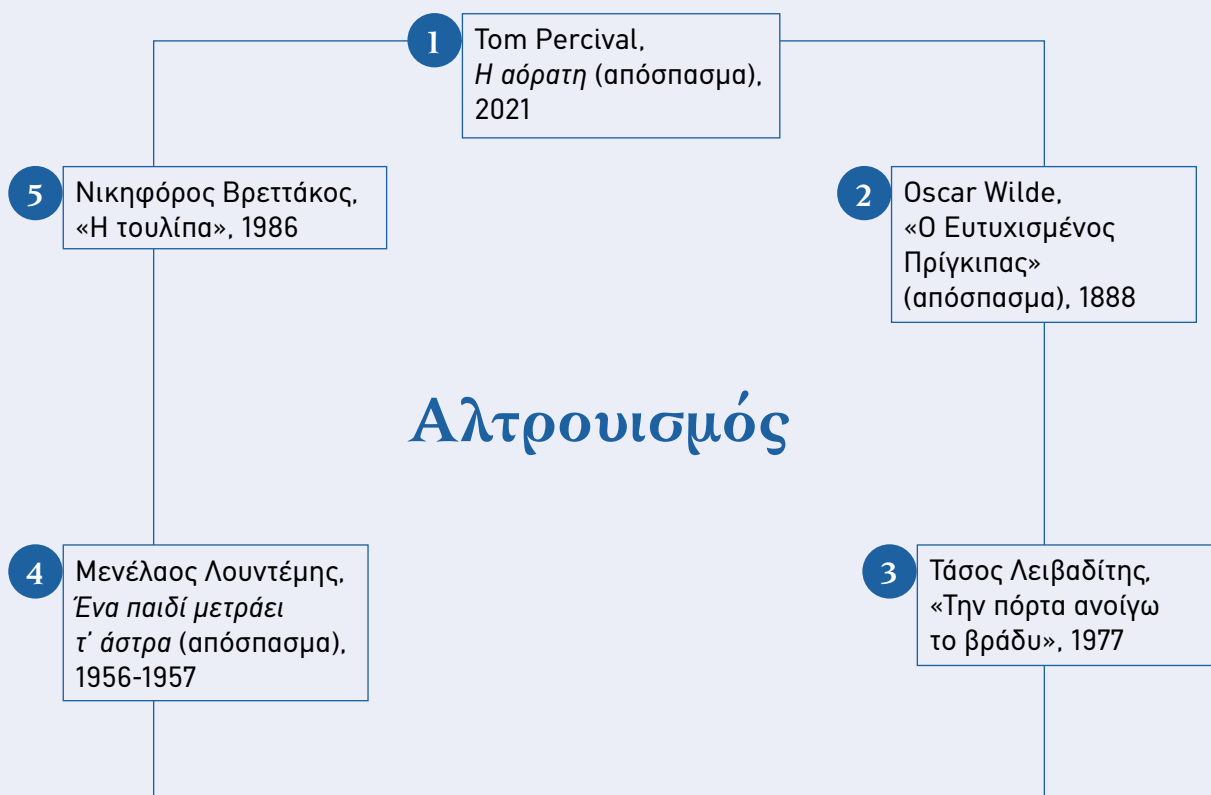 1
Tom Percival,
Η αόρατη (απόσπασμα),
2021
2
Oscar Wilde,
«Ο Ευτυχισμένος
Πρίγκιπας»
(απόσπασμα), 1888
3
Τάσος Λειβαδίτης,
«Την πόρτα ανοίγω
το βράδυ», 1977
4
Μενέλαος Λουντέμης,
Ένα παιδί μετράει
τ’ άστρα (απόσπασμα),
1956-1957
5
Νικηφόρος Βρεττάκος,
«Η τουλίπα», 1986
Αλτρουισμός